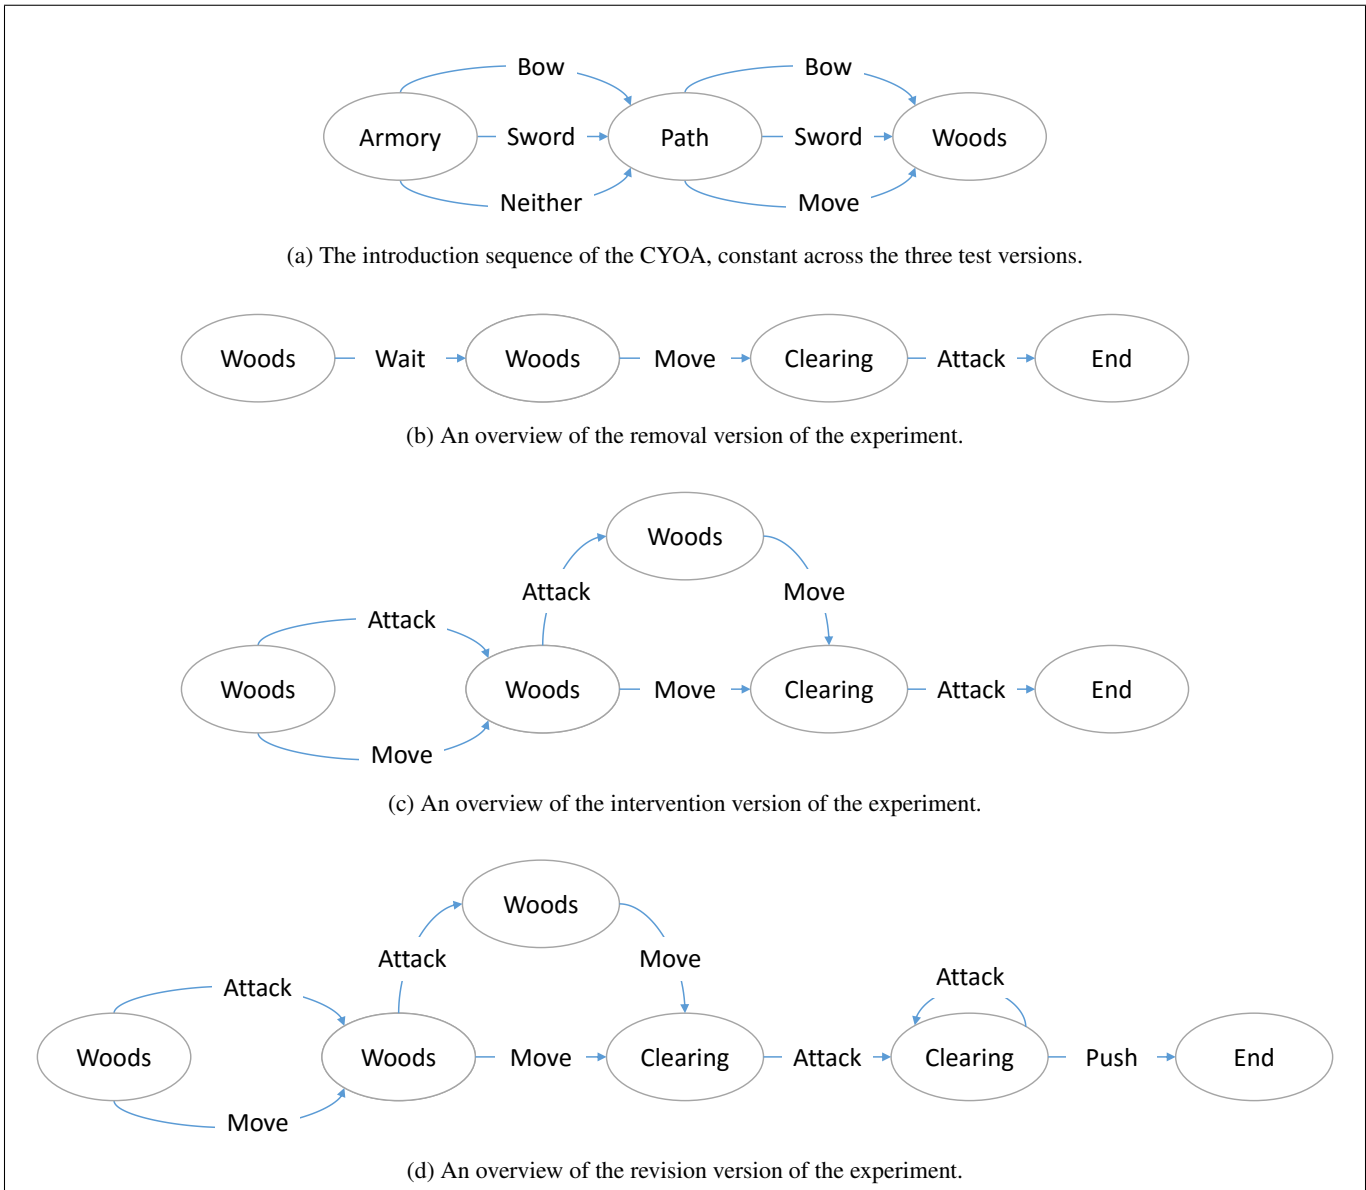 Bow Bow
Armory Sword Path Sword Woods
Neither Move
(a) The introduction sequence of the CYOA, constant across the three test versions.
Woods Wait Woods Move Clearing Attack End
(b) An overview of the removal version of the experiment.
Woods
Attack Move
Attack
Woods Woods Move Clearing Attack End
Move
(c) An overview of the intervention version of the experiment.
Woods
Attack Move
Attack Attack
Woods Woods Move Clearing Attack Clearing Push End
Move
(d) An overview of the revision version of the experiment.